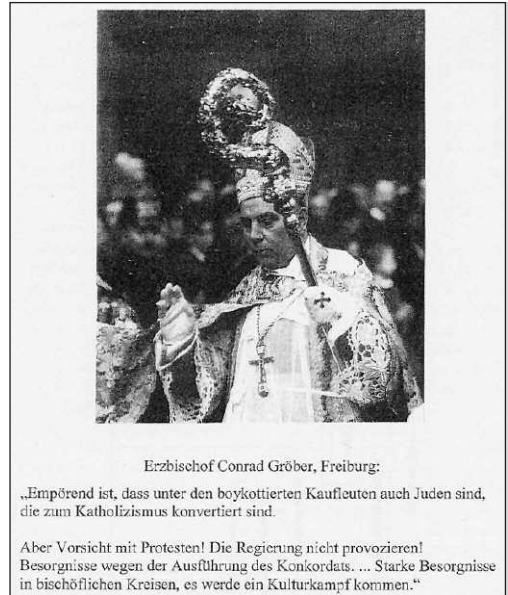 Erzbischof Conrad Gröber, Freiburg:
„Empörend ist, dass unter den boykottierten Kaufleuten auch Juden sind,
die zum Katholizismus konvertiert sind.
Aber Vorsicht mit Protesten! Die Regierung nicht provozieren!
Besorgnisse wegen der Ausführung des Konkordats. ... Starke Besorgnisse
in bischöflichen Kreisen, es werde ein Kulturkampf kommen.“